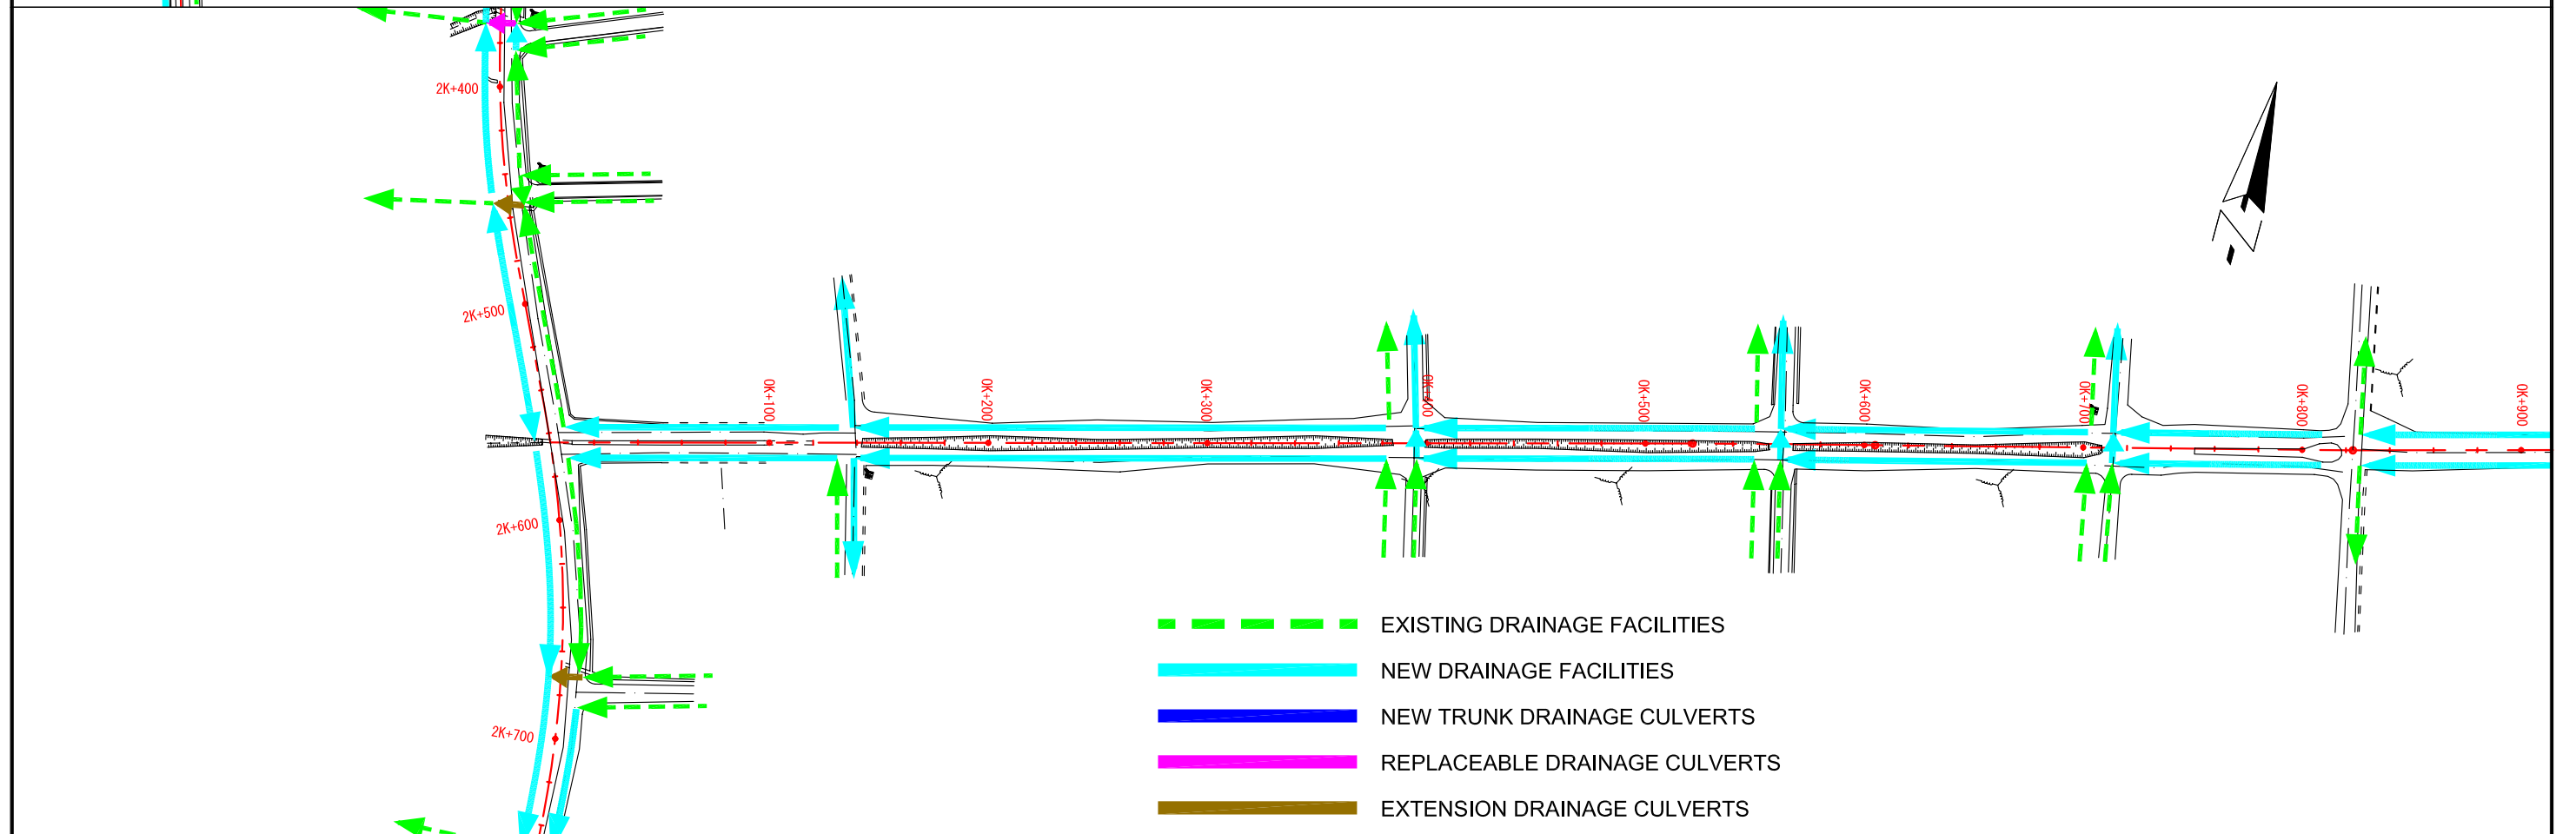 2K+400
2K+500
0K+100
0K+200
0K+300
0K+400
0K+500
0K+600
0K+700
0K+800
0K+900
2K+600
EXISTING DRAINAGE FACILITIES
NEW DRAINAGE FACILITIES
2K+700
NEW TRUNK DRAINAGE CULVERTS
REPLACEABLE DRAINAGE CULVERTS
EXTENSION DRAINAGE CULVERTS